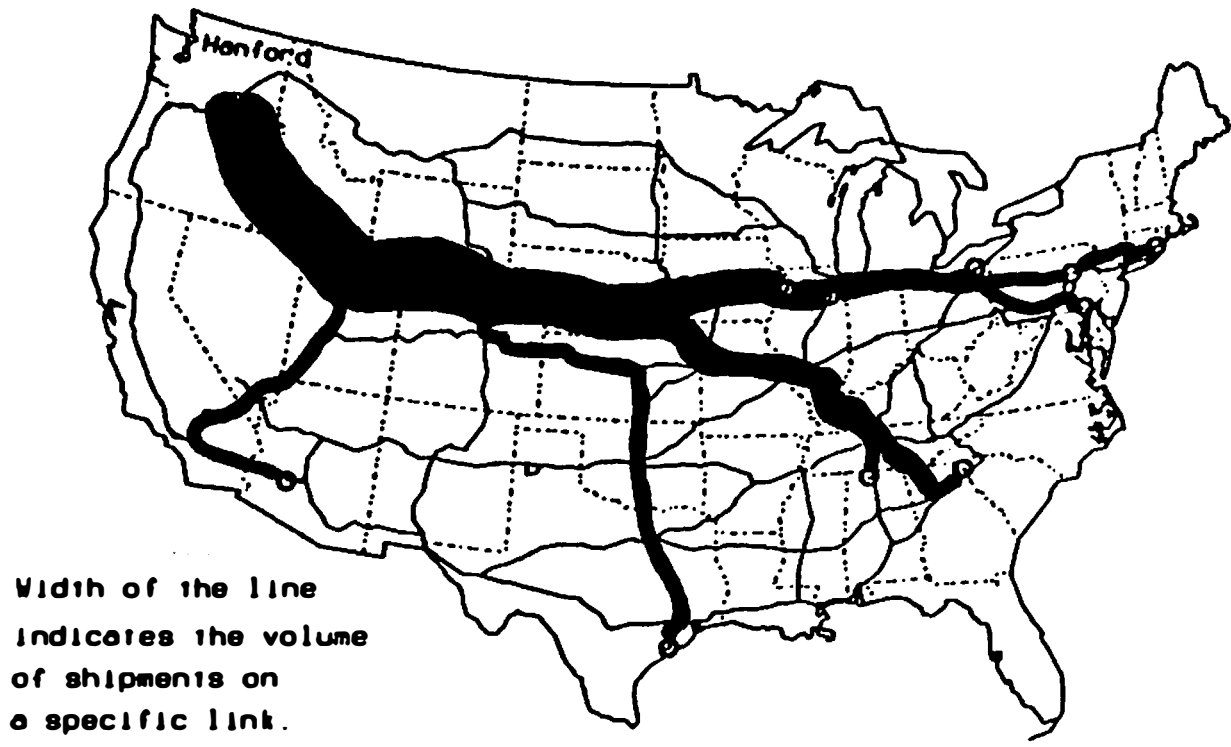 Hanford
Width of the line
indicates the volume
of shipments on
a specific link.